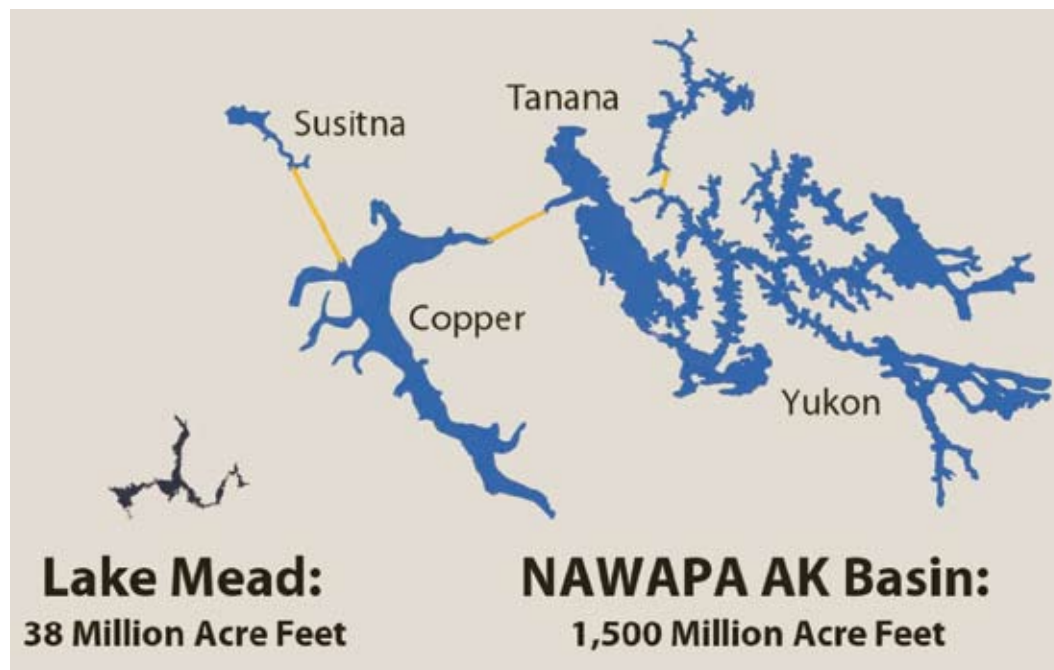 Susitna
Tanana
Copper
Yukon
Lake Mead:
38 Million Acre Feet
NAWAPA AK Basin:
1,500 Million Acre Feet